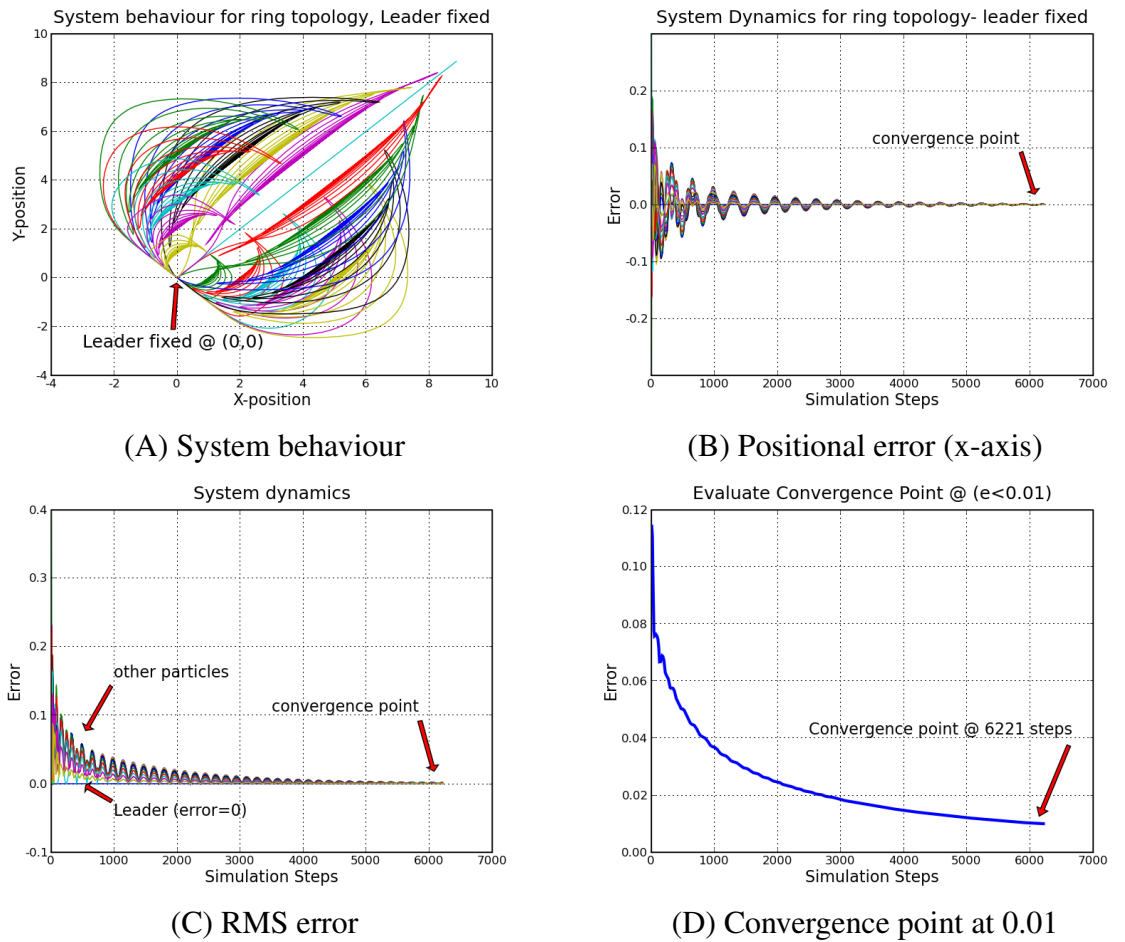 System behaviour for ring topology, Leader fixed
10
8
6
4
2
0
-2
-4
Y-position
Leader fixed @ (0,0)
-4 -2 0 2 4 6 8 10
X-position
(A) System behaviour
System Dynamics for ring topology- leader fixed
0.2
0.1
0.0
-0.1
-0.2
Error
convergence point
0 1000 2000 3000 4000 5000 6000 7000
Simulation Steps
(B) Positional error (x-axis)
System dynamics
0.4
0.3
0.2
0.1
0.0
-0.1
Error
other particles
convergence point
Leader (error=0)
0 1000 2000 3000 4000 5000 6000 7000
Simulation Steps
(C) RMS error
Evaluate Convergence Point @ (e<0.01)
0.12
0.10
0.08
0.06
0.04
0.02
0.00
Error
Convergence point @ 6221 steps
0 1000 2000 3000 4000 5000 6000 7000
Simulation Steps
(D) Convergence point at 0.01